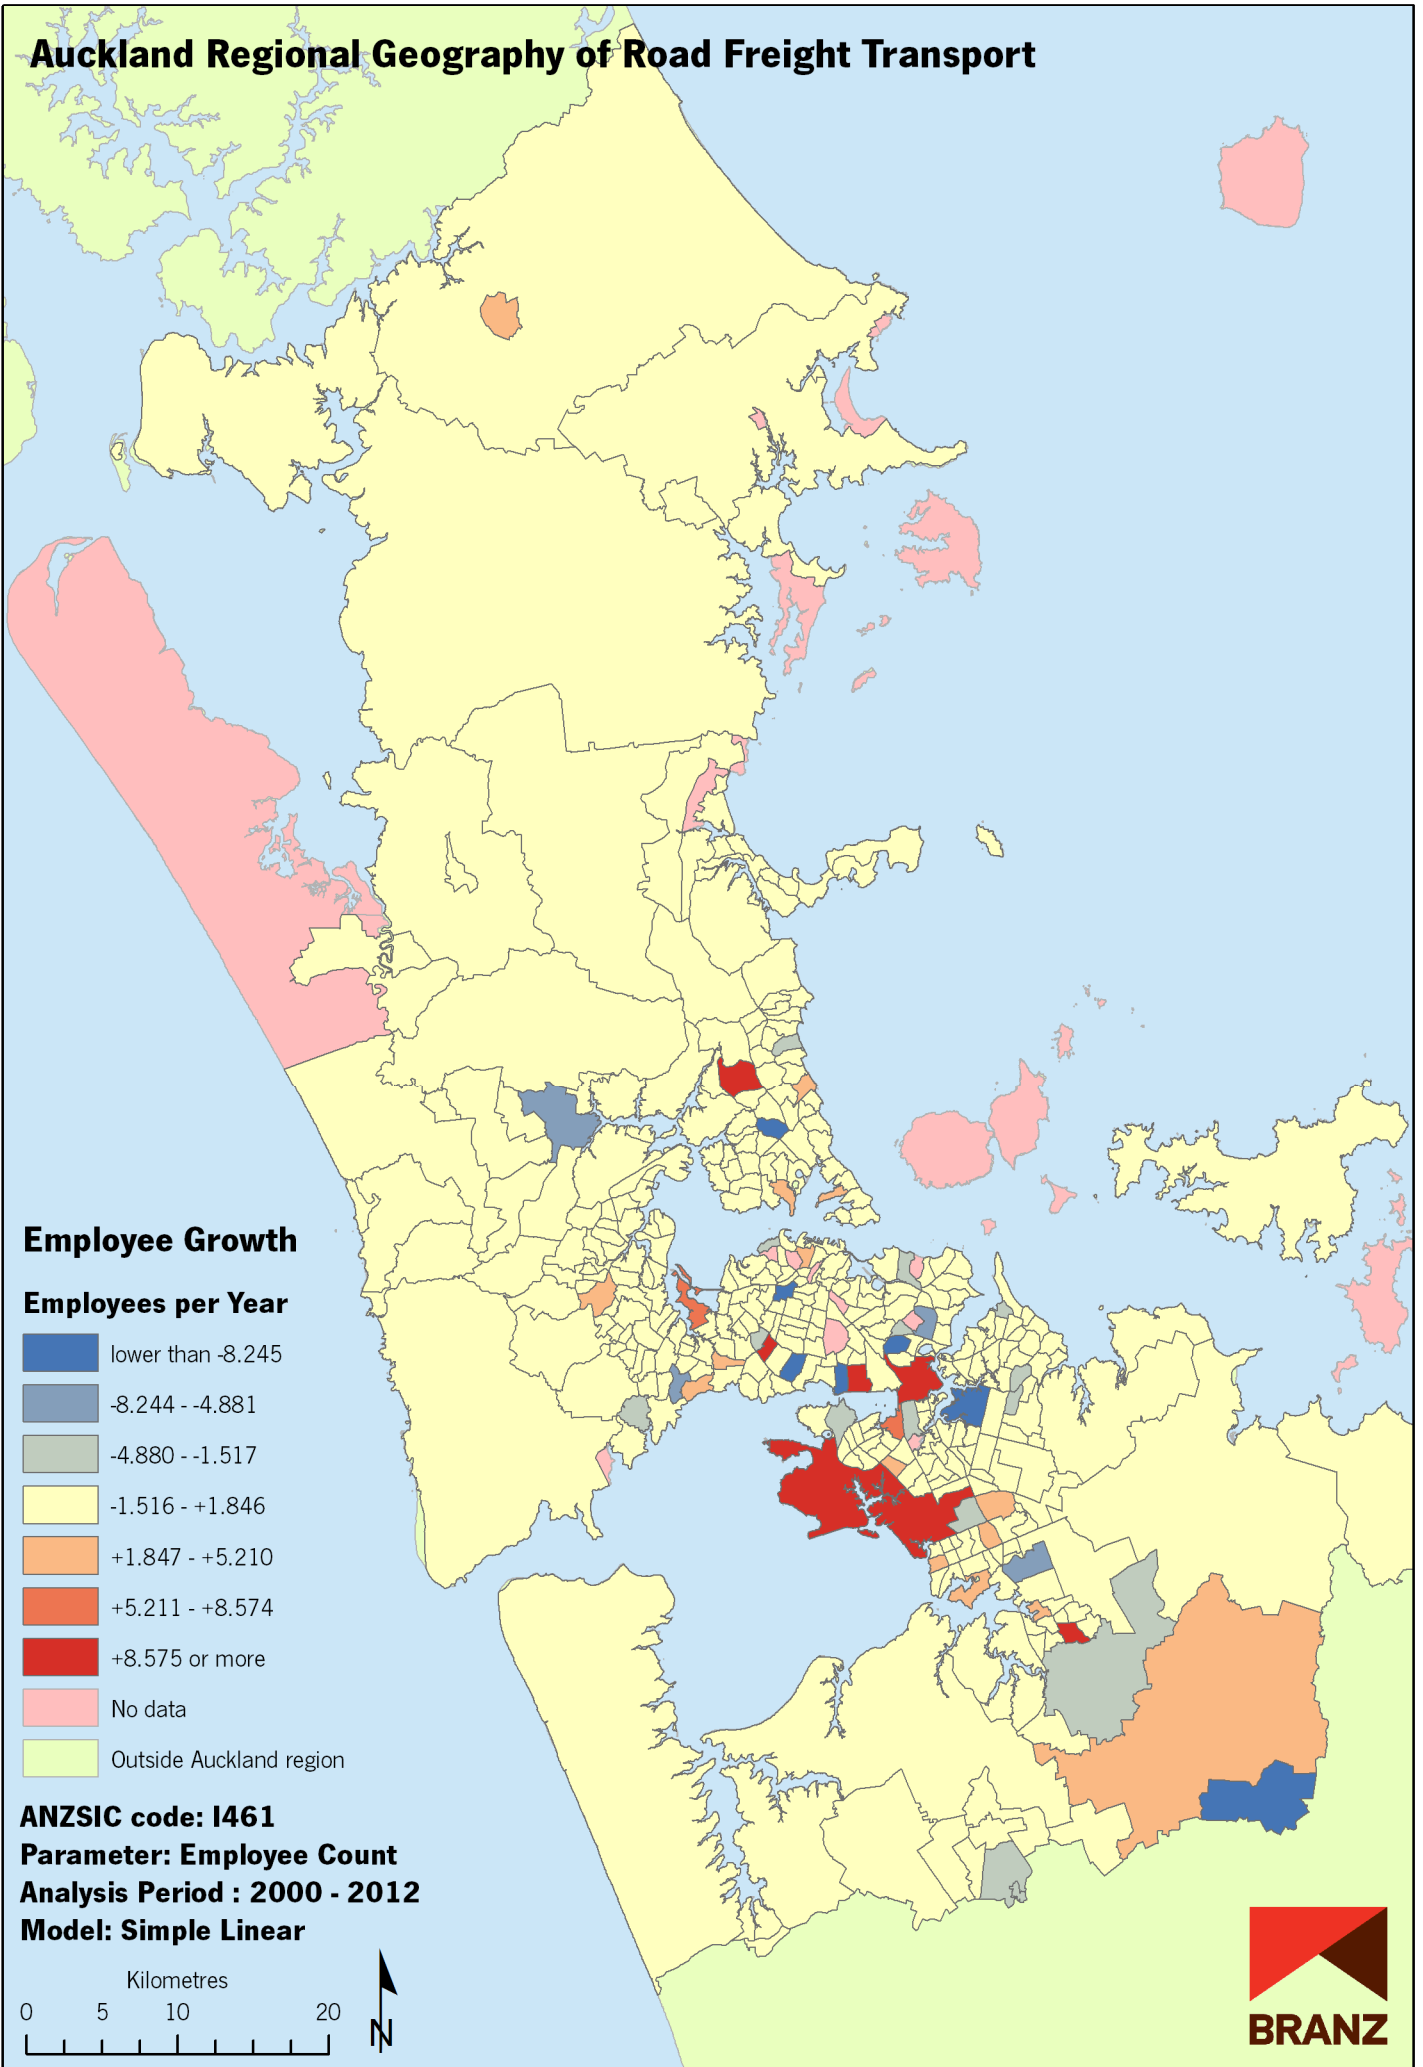 Auckland Regional Geography of Road Freight Transport
Employee Growth
Employees per Year
lower than -8.245
-8.244 - -4.881
-4.880 - -1.517
-1.516 - +1.846
+1.847 - +5.210
+5.211 - +8.574
+8.575 or more
No data
Outside Auckland region
ANZSIC code: I461
Parameter: Employee Count
Analysis Period : 2000 - 2012
Model: Simple Linear
Kilometres
0 5 10 20
N
BRANZ